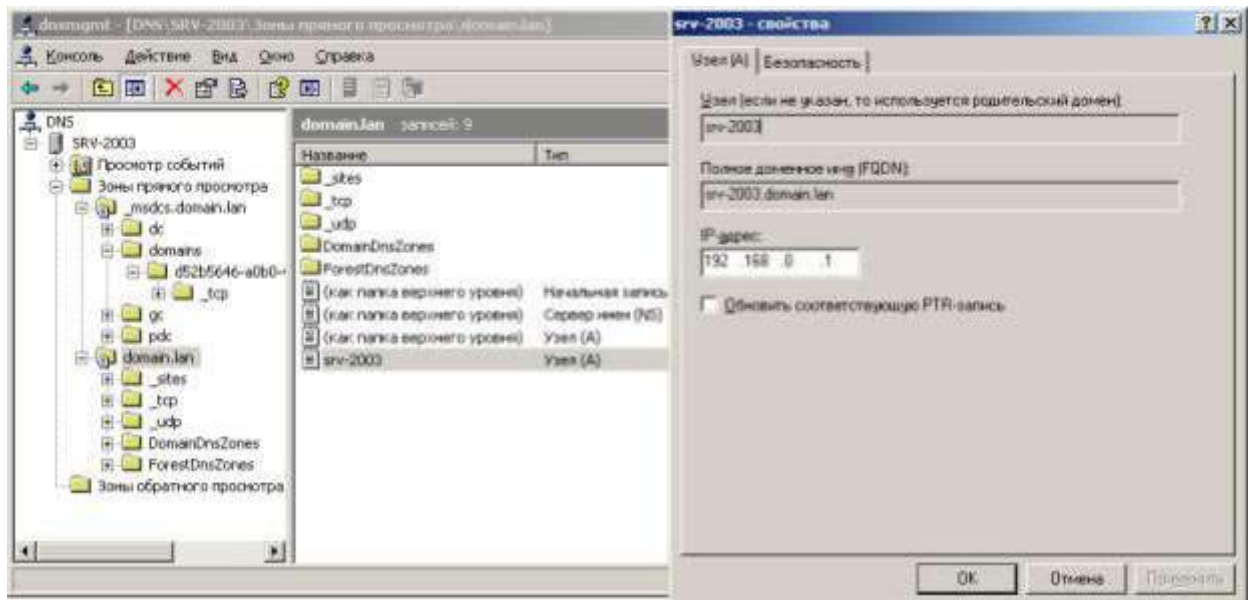 dnsmgmt - [DNS\SRV-2003\Зоны прямого просмотра\domain.lan]
Консоль Действие Вид Окно Справка
DNS
SRV-2003
Просмотр событий
Зоны прямого просмотра
_msdcs.domain.lan
dc
domains
d52b5646-a0b0-
_tcp
gc
pdc
domain.lan
_sites
_tcp
_udp
DomainDnsZones
ForestDnsZones
Зоны обратного просмотра
domain.lan записей: 9
Название Тип
_sites
_tcp
_udp
DomainDnsZones
ForestDnsZones
(как папка верхнего уровня) Начальная запись
(как папка верхнего уровня) Сервер имен (NS)
(как папка верхнего уровня) Узел (A)
srv-2003 Узел (A)
srv-2003 - свойства
Узел (A) Безопасность
Узел (если не указан, то используется родительский домен):
srv-2003
Полное доменное имя (FQDN):
srv-2003.domain.lan
IP-адрес:
192 .168 .0 .1
Обновить соответствующую PTR-запись
OK Отмена Применить